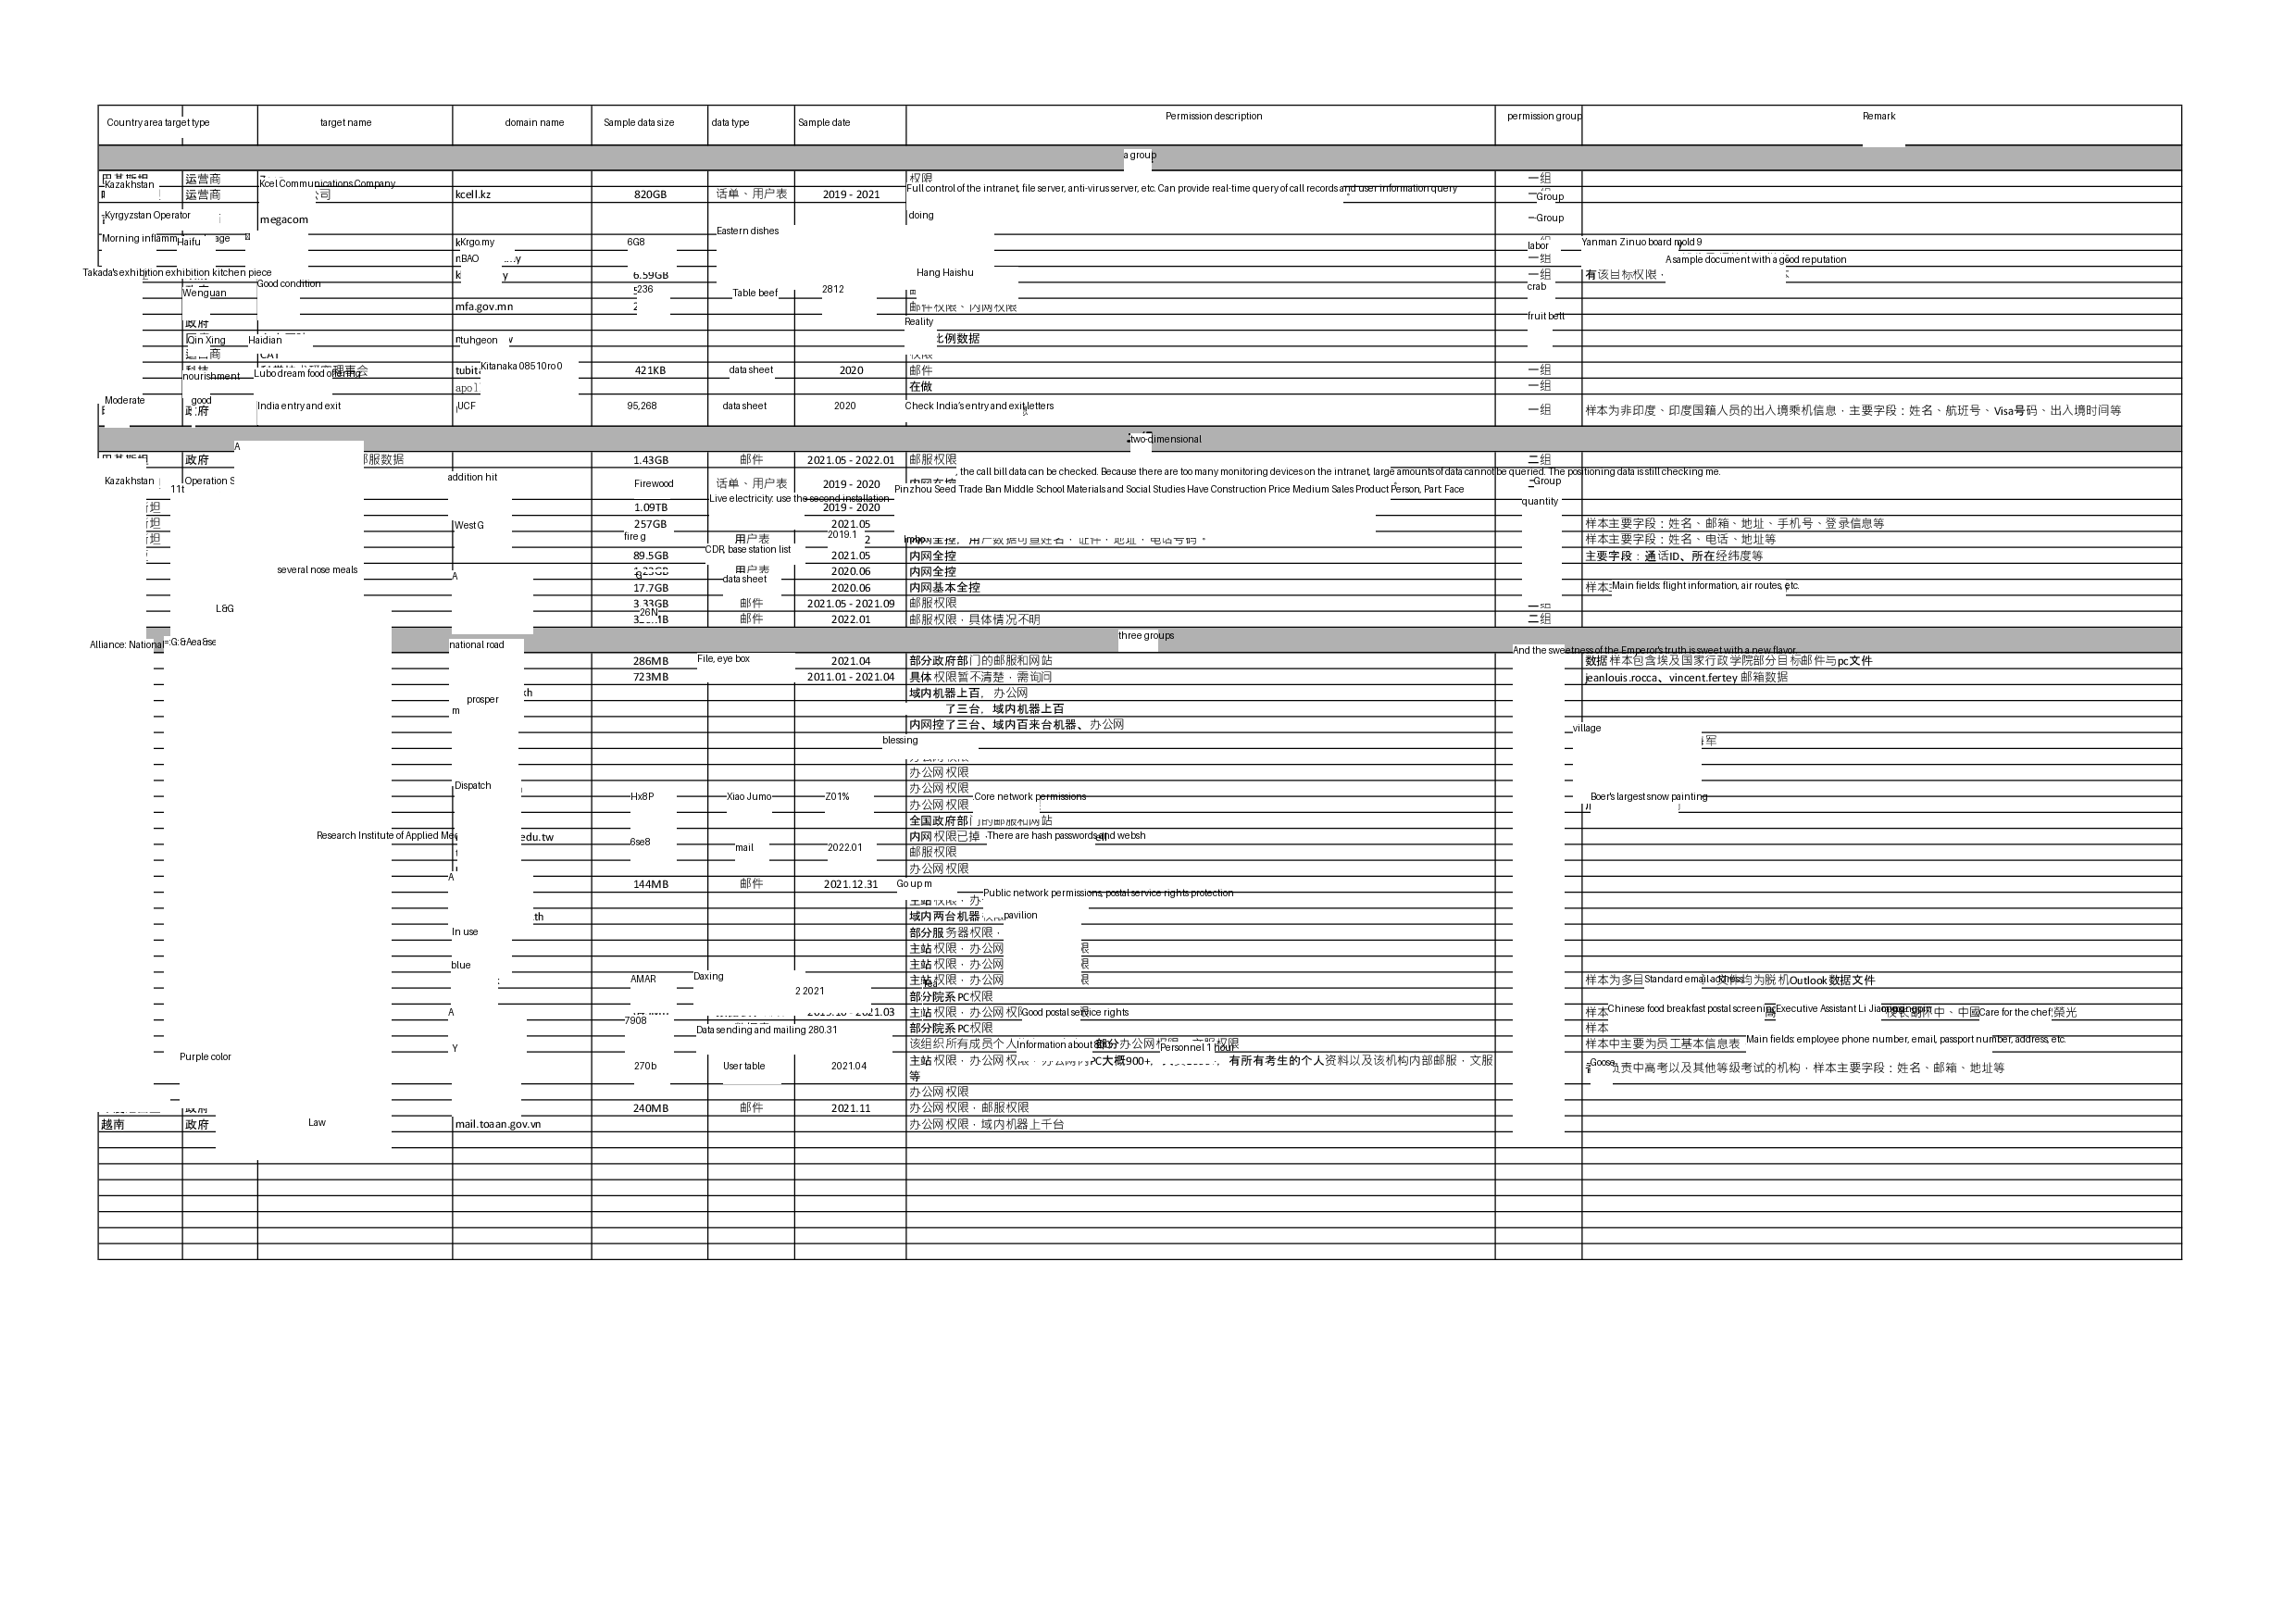 Country area target type target name domain name Sample data size data type Sample date Permission description permission group Remark
a group
运营商 权限 一组
Kazakhstan 运营商 Kcel Communications Company 公司 kcell.kz 820GB 话单、用户表 2019 - 2021 Full control of the intranet, file server, anti-virus server, etc. Can provide real-time query of call records and user information query Group
Kyrgyzstan Operator megacom doing Group
Eastern dishes
Haifu kKrgo.my 6G8 labor Yanman Zinuo board mold 9
nBAO 一组 A sample document with a good reputation
Takada's exhibition exhibition kitchen piece 6.59GB Hang Haishu 一组 有该目标权限，
Good condition crab
Wenguan 236 Table beef 2812
mfa.gov.mn 邮件权限、内网权限
政府 Reality fruit belt
Qin Xing Haidian ntuhgeon 比例数据
Kitanaka 08510ro0
nourishment Lubo dream food offering 理事会 421KB data sheet 2020 邮件 一组
在做 一组
Moderate good 政府 India entry and exit UCF 95,268 data sheet 2020 Check India's entry and exit letters 一组 样本为非印度、印度国籍人员的出入境乘机信息，主要字段：姓名、航班号、Visa号码、出入境时间等
two-dimensional
A
政府 邮服数据 1.43GB 邮件 2021.05 - 2022.01 邮服权限 二组
addition hit , the call bill data can be checked. Because there are too many monitoring devices on the intranet, large amounts of data cannot be queried. The positioning data is still checking me.
Kazakhstan Operation S Firewood 话单、用户表 2019 - 2020 Group
11t Pinzhou Seed Trade Ban Middle School Materials and Social Studies Have Construction Price Medium Sales Product Person, Part Face
Live electricity: use the second installation quantity
1.09TB 2019 - 2020
West G 257GB 2021.05 样本主要字段：姓名、邮箱、地址、手机号、登录信息等
fire g 用户表 2019.1 样本主要字段：姓名、电话、地址等
CDR, base station list
89.5GB 2021.05 内网全控 主要字段：通话ID、所在经纬度等
several nose meals A 用户表 2020.06 内网全控
data sheet
17.7GB 2020.06 内网基本全控 样本 Main fields: flight information, air routes, etc.
L&G 3.33GB 邮件 2021.05 - 2021.09 邮服权限
26N 邮件 2022.01 邮服权限，具体情况不明 二组
three groups
Alliance: National G:&Aea&se national road
And the sweetness of the Emperor's truth is sweet with a new flavor.
286MB File, eye box 2021.04 部分政府部门的邮服和网站 数据样本包含埃及国家行政学院部分目标邮件与pc文件
723MB 2011.01 - 2021.04 具体权限暂不清楚，需询问 jeanlouis.rocca、vincent.fertey 邮箱数据
域内机器上百，办公网
prosper
m 了三台，域内机器上百
内网控了三台、域内百来台机器、办公网
village
blessing 军
办公网权限
办公网权限
Dispatch 办公网权限
Hx8P Xiao Jumo Z01% Core network permissions Boer's largest snow painting
办公网权限
全国政府部门的邮服和网站
Research Institute of Applied Mec edu.tw 内网权限已掉 There are hash passwords and websh
6se8 mail 2022.01 邮服权限
办公网权限
A 144MB 邮件 2021.12.31 Go up m
Public network permissions, postal service rights protection
主站权限，办
.th 域内两台机器 pavilion
In use 部分服务器权限，
主站权限，办公网
blue 主站权限，办公网
AMAR Daxing 主站权限，办公网 样本为多目 Standard email address 文件均为脱机Outlook数据文件
2 2021 部分院系PC权限
A 7908 2021.03 主站权限，办公网权限 Good postal service rights 样本 Chinese food breakfast postal screening Executive Assistant Li Jian Care for the chef 榮光
Data sending and mailing 280.31 部分院系PC权限 样本
Y 该组织所有成员个人 Information about 部分办公网权限 Personnel 1 hour 样本中主要为员工基本信息表 Main fields: employee phone number, email, passport number, address, etc.
Purple color 270b User table 2021.04 主站权限，办公网权限，办公网内PC大概900+， 有所有考生的个人资料以及该机构内部邮服，文服 Goose 负责中高考以及其他等级考试的机构，样本主要字段：姓名、邮箱、地址等
等
办公网权限
政府 240MB 邮件 2021.11 办公网权限，邮服权限
越南 政府 Law mail.toaan.gov.vn 办公网权限，域内机器上千台